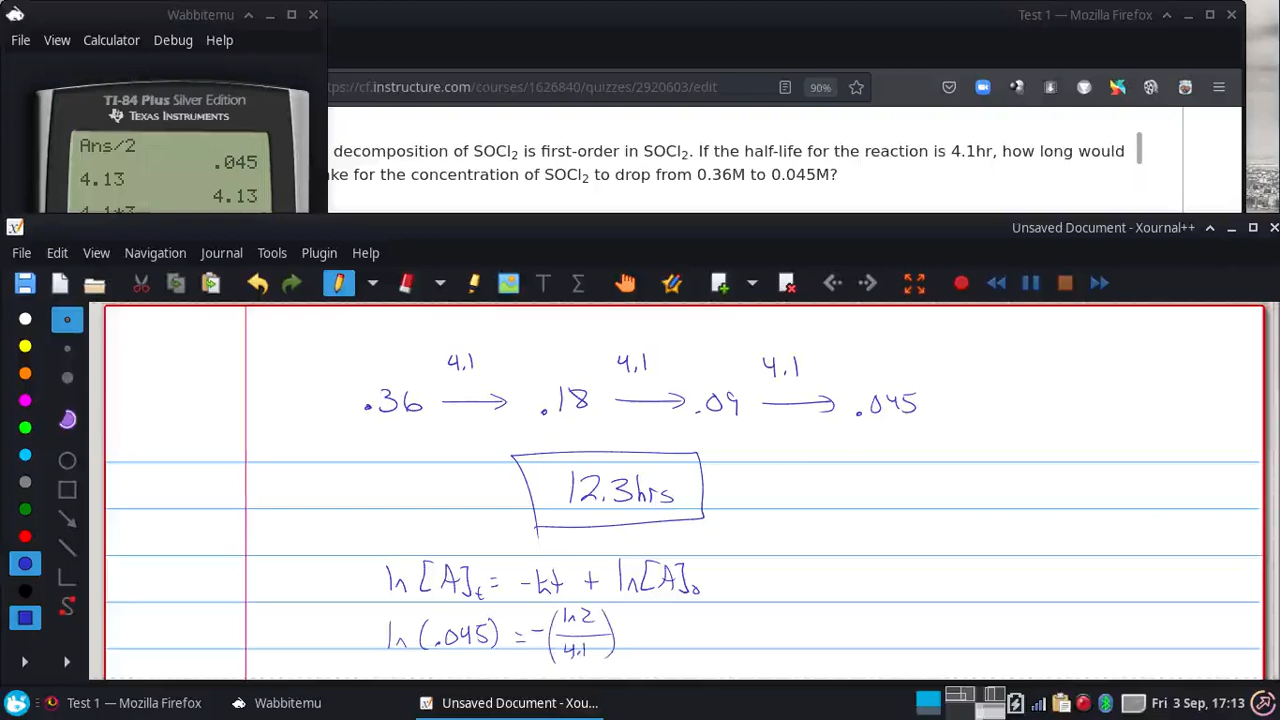 Wabbitemu
Test 1 — Mozilla Firefox
File View Calculator Debug Help
tps://cf.instructure.com/courses/1626840/quizzes/2920603/edit 90%
TI-84 Plus Silver Edition
TEXAS INSTRUMENTS
Ans/2
.045
4.13
4.13
4.1*3
decomposition of SOCl₂ is first-order in SOCl₂. If the half-life for the reaction is 4.1hr, how long would
ke for the concentration of SOCl₂ to drop from 0.36M to 0.045M?
Unsaved Document - Xournal++
File Edit View Navigation Journal Tools Plugin Help
4.1 4.1 4.1
.36 → .18 → .09 → .045
12.3hrs
ln[A]ₜ = -kt + ln[A]₀
ln(.045) = -(ln2/4.1)
Test 1 — Mozilla Firefox Wabbitemu Unsaved Document - Xou... Fri 3 Sep, 17:13